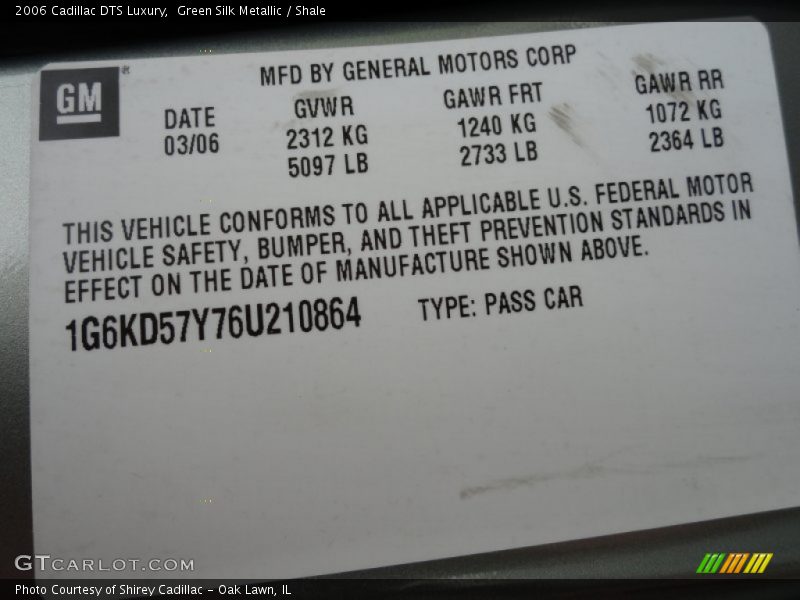 2006 Cadillac DTS Luxury,  Green Silk Metallic / Shale
GM®
MFD BY GENERAL MOTORS CORP
DATE GVWR GAWR FRT GAWR RR
03/06 2312 KG 1240 KG 1072 KG
5097 LB 2733 LB 2364 LB
THIS VEHICLE CONFORMS TO ALL APPLICABLE U.S. FEDERAL MOTOR
VEHICLE SAFETY, BUMPER, AND THEFT PREVENTION STANDARDS IN
EFFECT ON THE DATE OF MANUFACTURE SHOWN ABOVE.
1G6KD57Y76U210864 TYPE: PASS CAR
GTCARLOT.COM
Photo Courtesy of Shirey Cadillac - Oak Lawn, IL